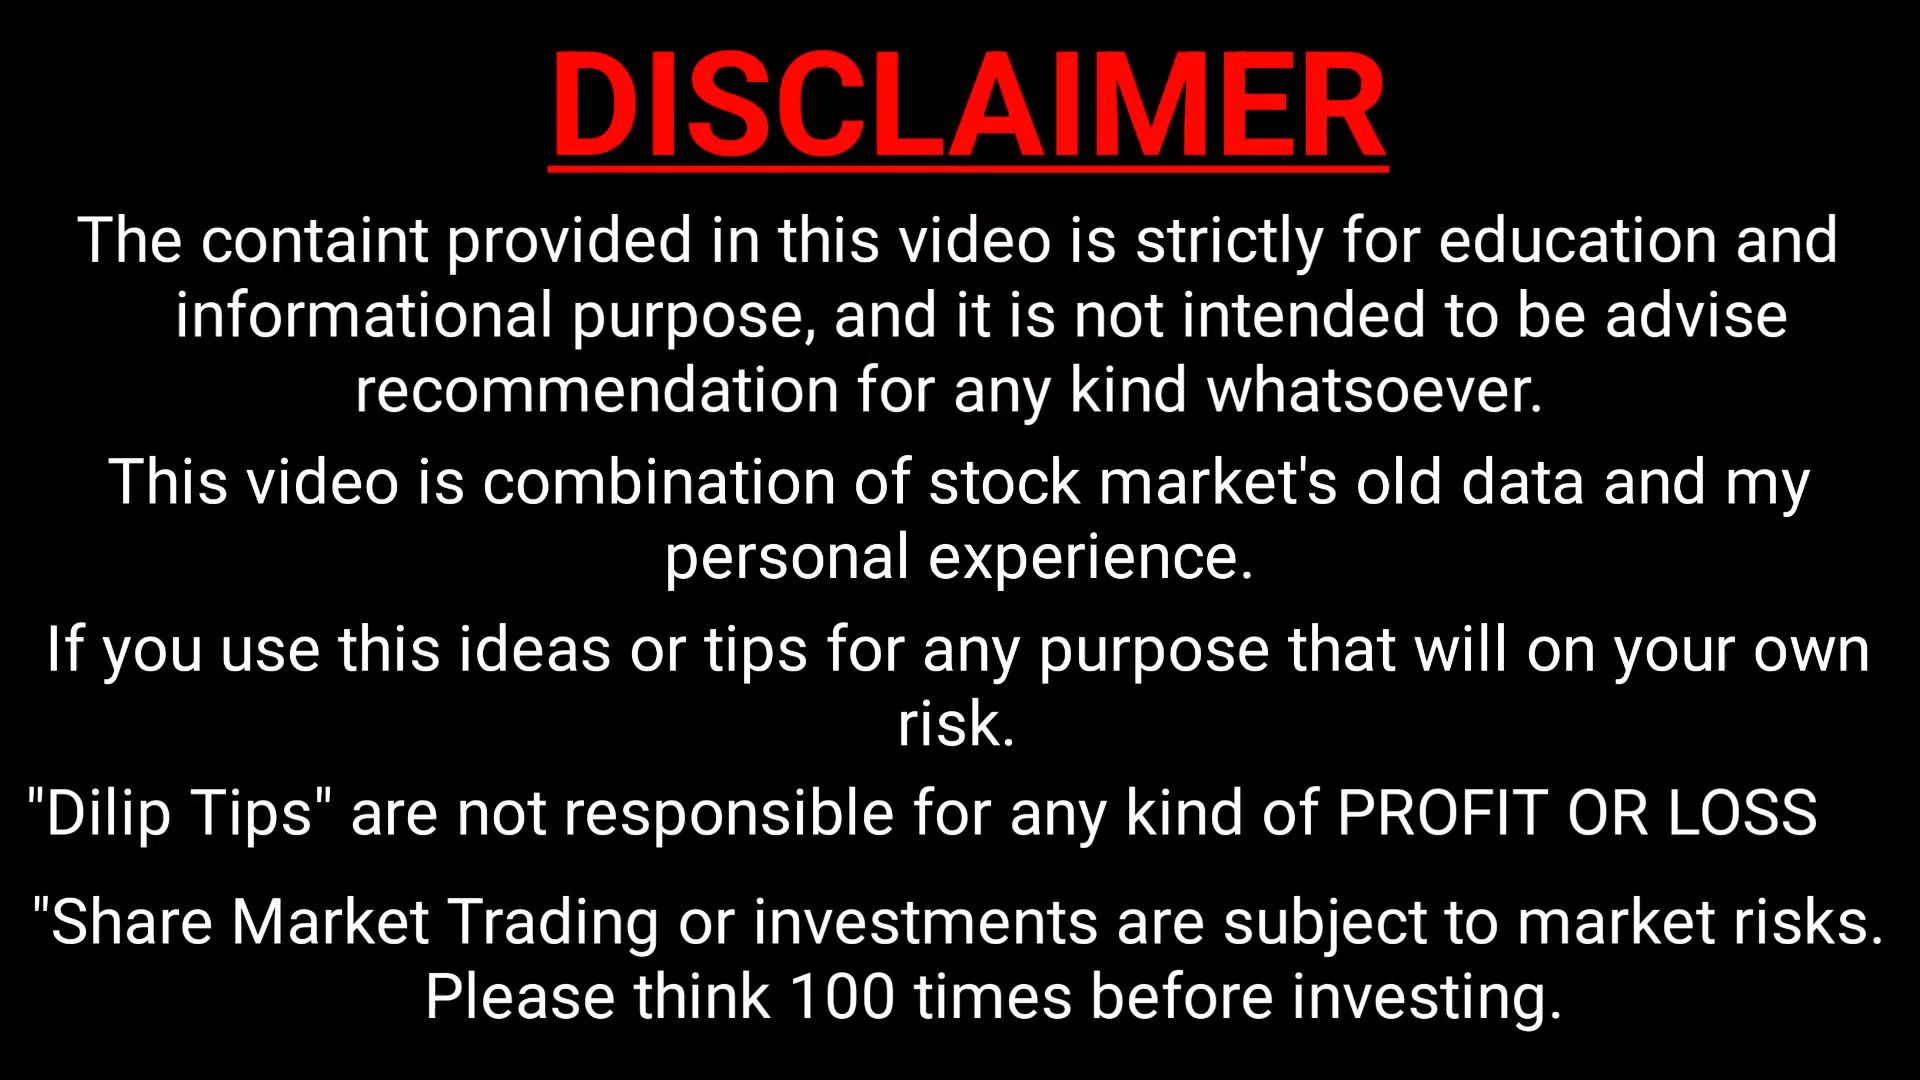 DISCLAIMER
The containt provided in this video is strictly for education and
informational purpose, and it is not intended to be advise
recommendation for any kind whatsoever.
This video is combination of stock market's old data and my
personal experience.
If you use this ideas or tips for any purpose that will on your own
risk.
"Dilip Tips" are not responsible for any kind of PROFIT OR LOSS
"Share Market Trading or investments are subject to market risks.
Please think 100 times before investing.